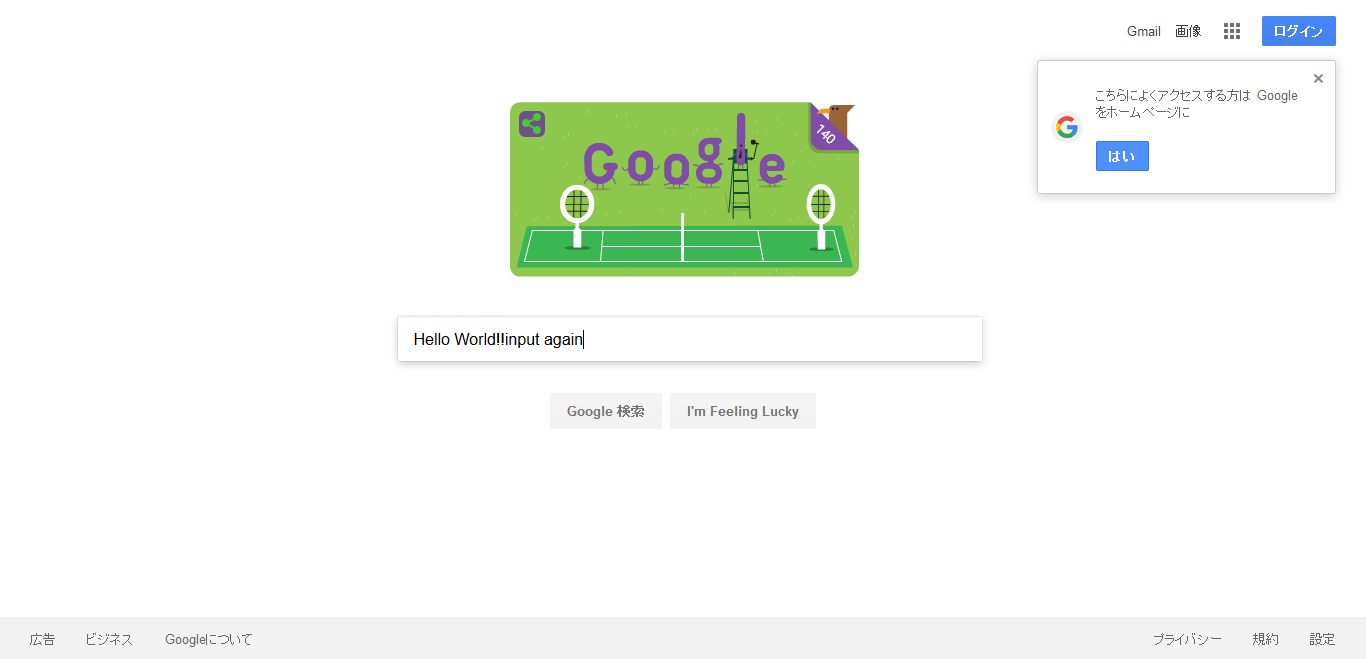 Gmail 画像 ログイン
こちらによくアクセスする方は Google
をホームページに
はい
Google
140
Hello World!!input again
Google 検索 I'm Feeling Lucky
広告 ビジネス Googleについて プライバシー 規約 設定